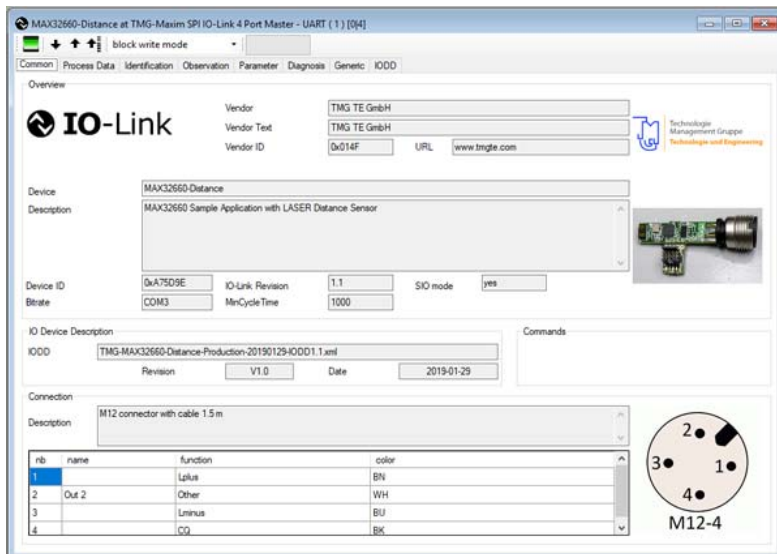 MAX32660-Distance at TMG-Maxim SPI IO-Link 4 Port Master - UART ( 1 ) [0|4]
block write mode
Common Process Data Identification Observation Parameter Diagnosis Generic IODD
Overview
IO-Link
Vendor TMG TE GmbH
Vendor Text TMG TE GmbH
Vendor ID 0x014F URL www.tmgte.com
Technologie
Management Gruppe
Technologie und Engineering
Device MAX32660-Distance
Description MAX32660 Sample Application with LASER Distance Sensor
Device ID 0xA75D9E IO-Link Revision 1.1 SIO mode yes
Bitrate COM3 MinCycleTime 1000
IO Device Description
Commands
IODD TMG-MAX32660-Distance-Production-20190129-IODD1.1.xml
Revision V1.0 Date 2019-01-29
Connection
Description M12 connector with cable 1.5 m
nb name function color
1 Lplus BN
2 Out 2 Other WH
3 Lminus BU
4 CQ BK
2
3 1
4
M12-4